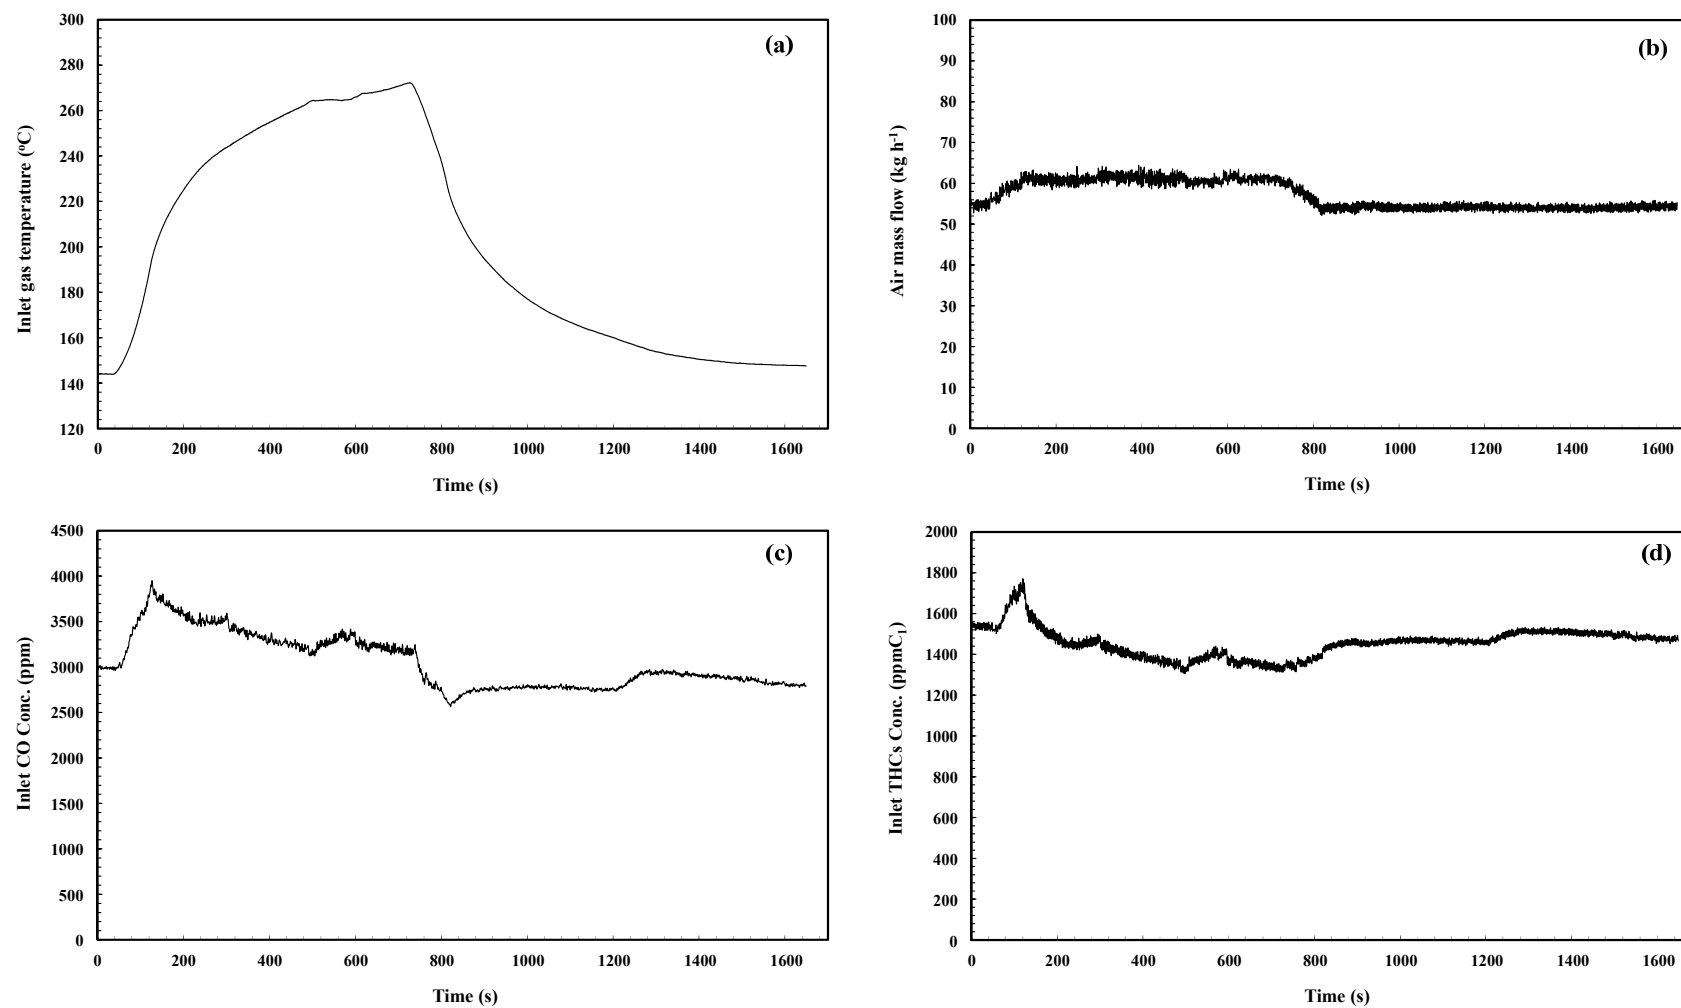 (a)
Inlet gas temperature (ºC)
300
280
260
240
220
200
180
160
140
120
0 200 400 600 800 1000 1200 1400 1600
Time (s)
(b)
Air mass flow (kg h⁻¹)
100
90
80
70
60
50
40
30
20
10
0
0 200 400 600 800 1000 1200 1400 1600
Time (s)
(c)
Inlet CO Conc. (ppm)
4500
4000
3500
3000
2500
2000
1500
1000
500
0
0 200 400 600 800 1000 1200 1400 1600
Time (s)
(d)
Inlet THCs Conc. (ppmC₁)
2000
1800
1600
1400
1200
1000
800
600
400
200
0
0 200 400 600 800 1000 1200 1400 1600
Time (s)